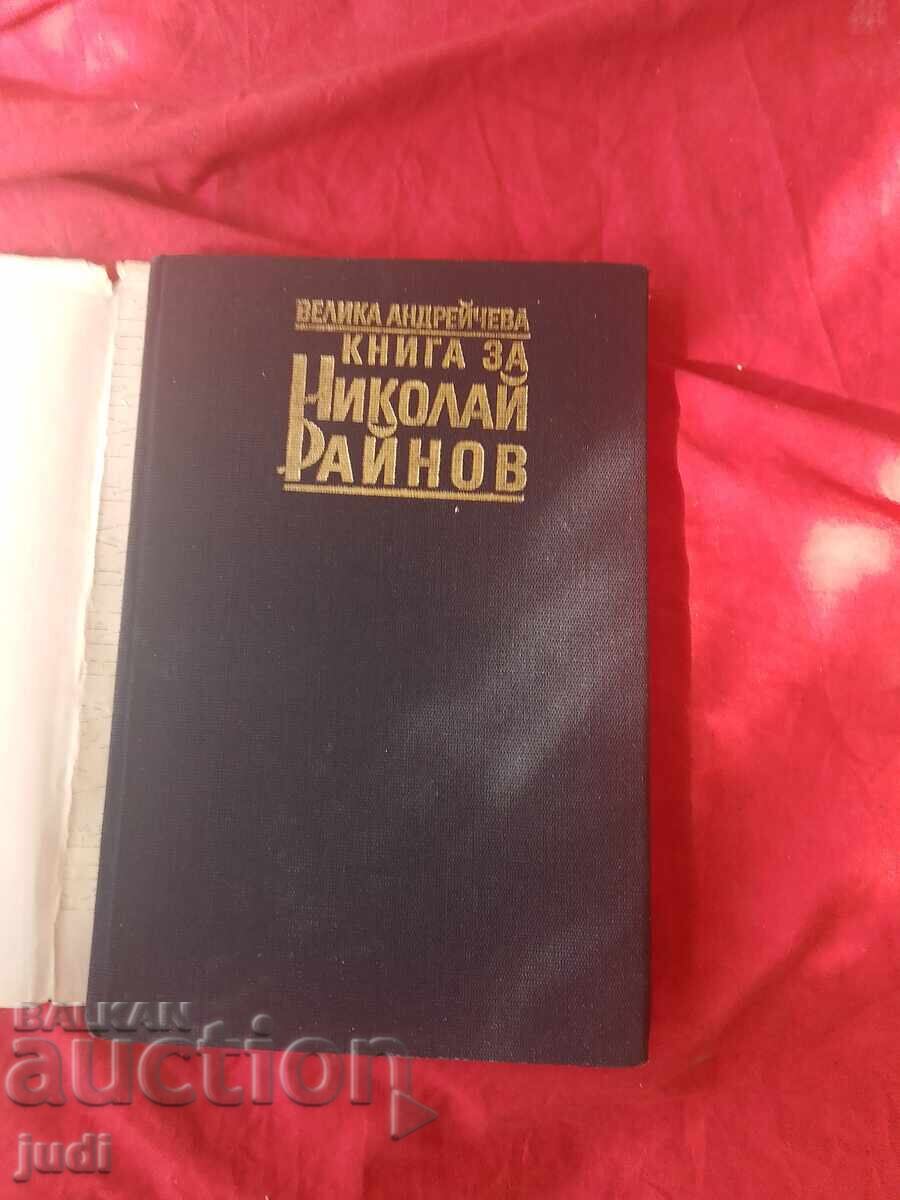 ВЕЛИКА АНДРЕЙЧЕВА
КНИГА ЗА
НИКОЛАЙ
РАЙНОВ
BALKAN
auction
judi